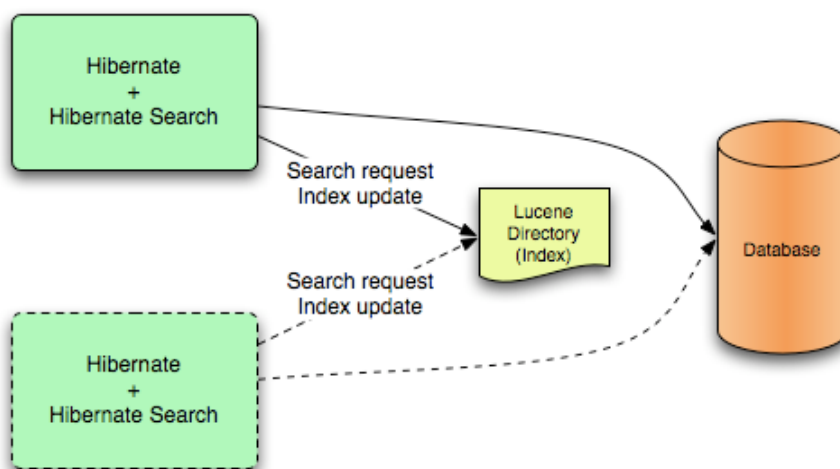 Hibernate
+
Hibernate Search
Search request
Index update
Lucene
Directory
(Index)
Database
Search request
Index update
Hibernate
+
Hibernate Search